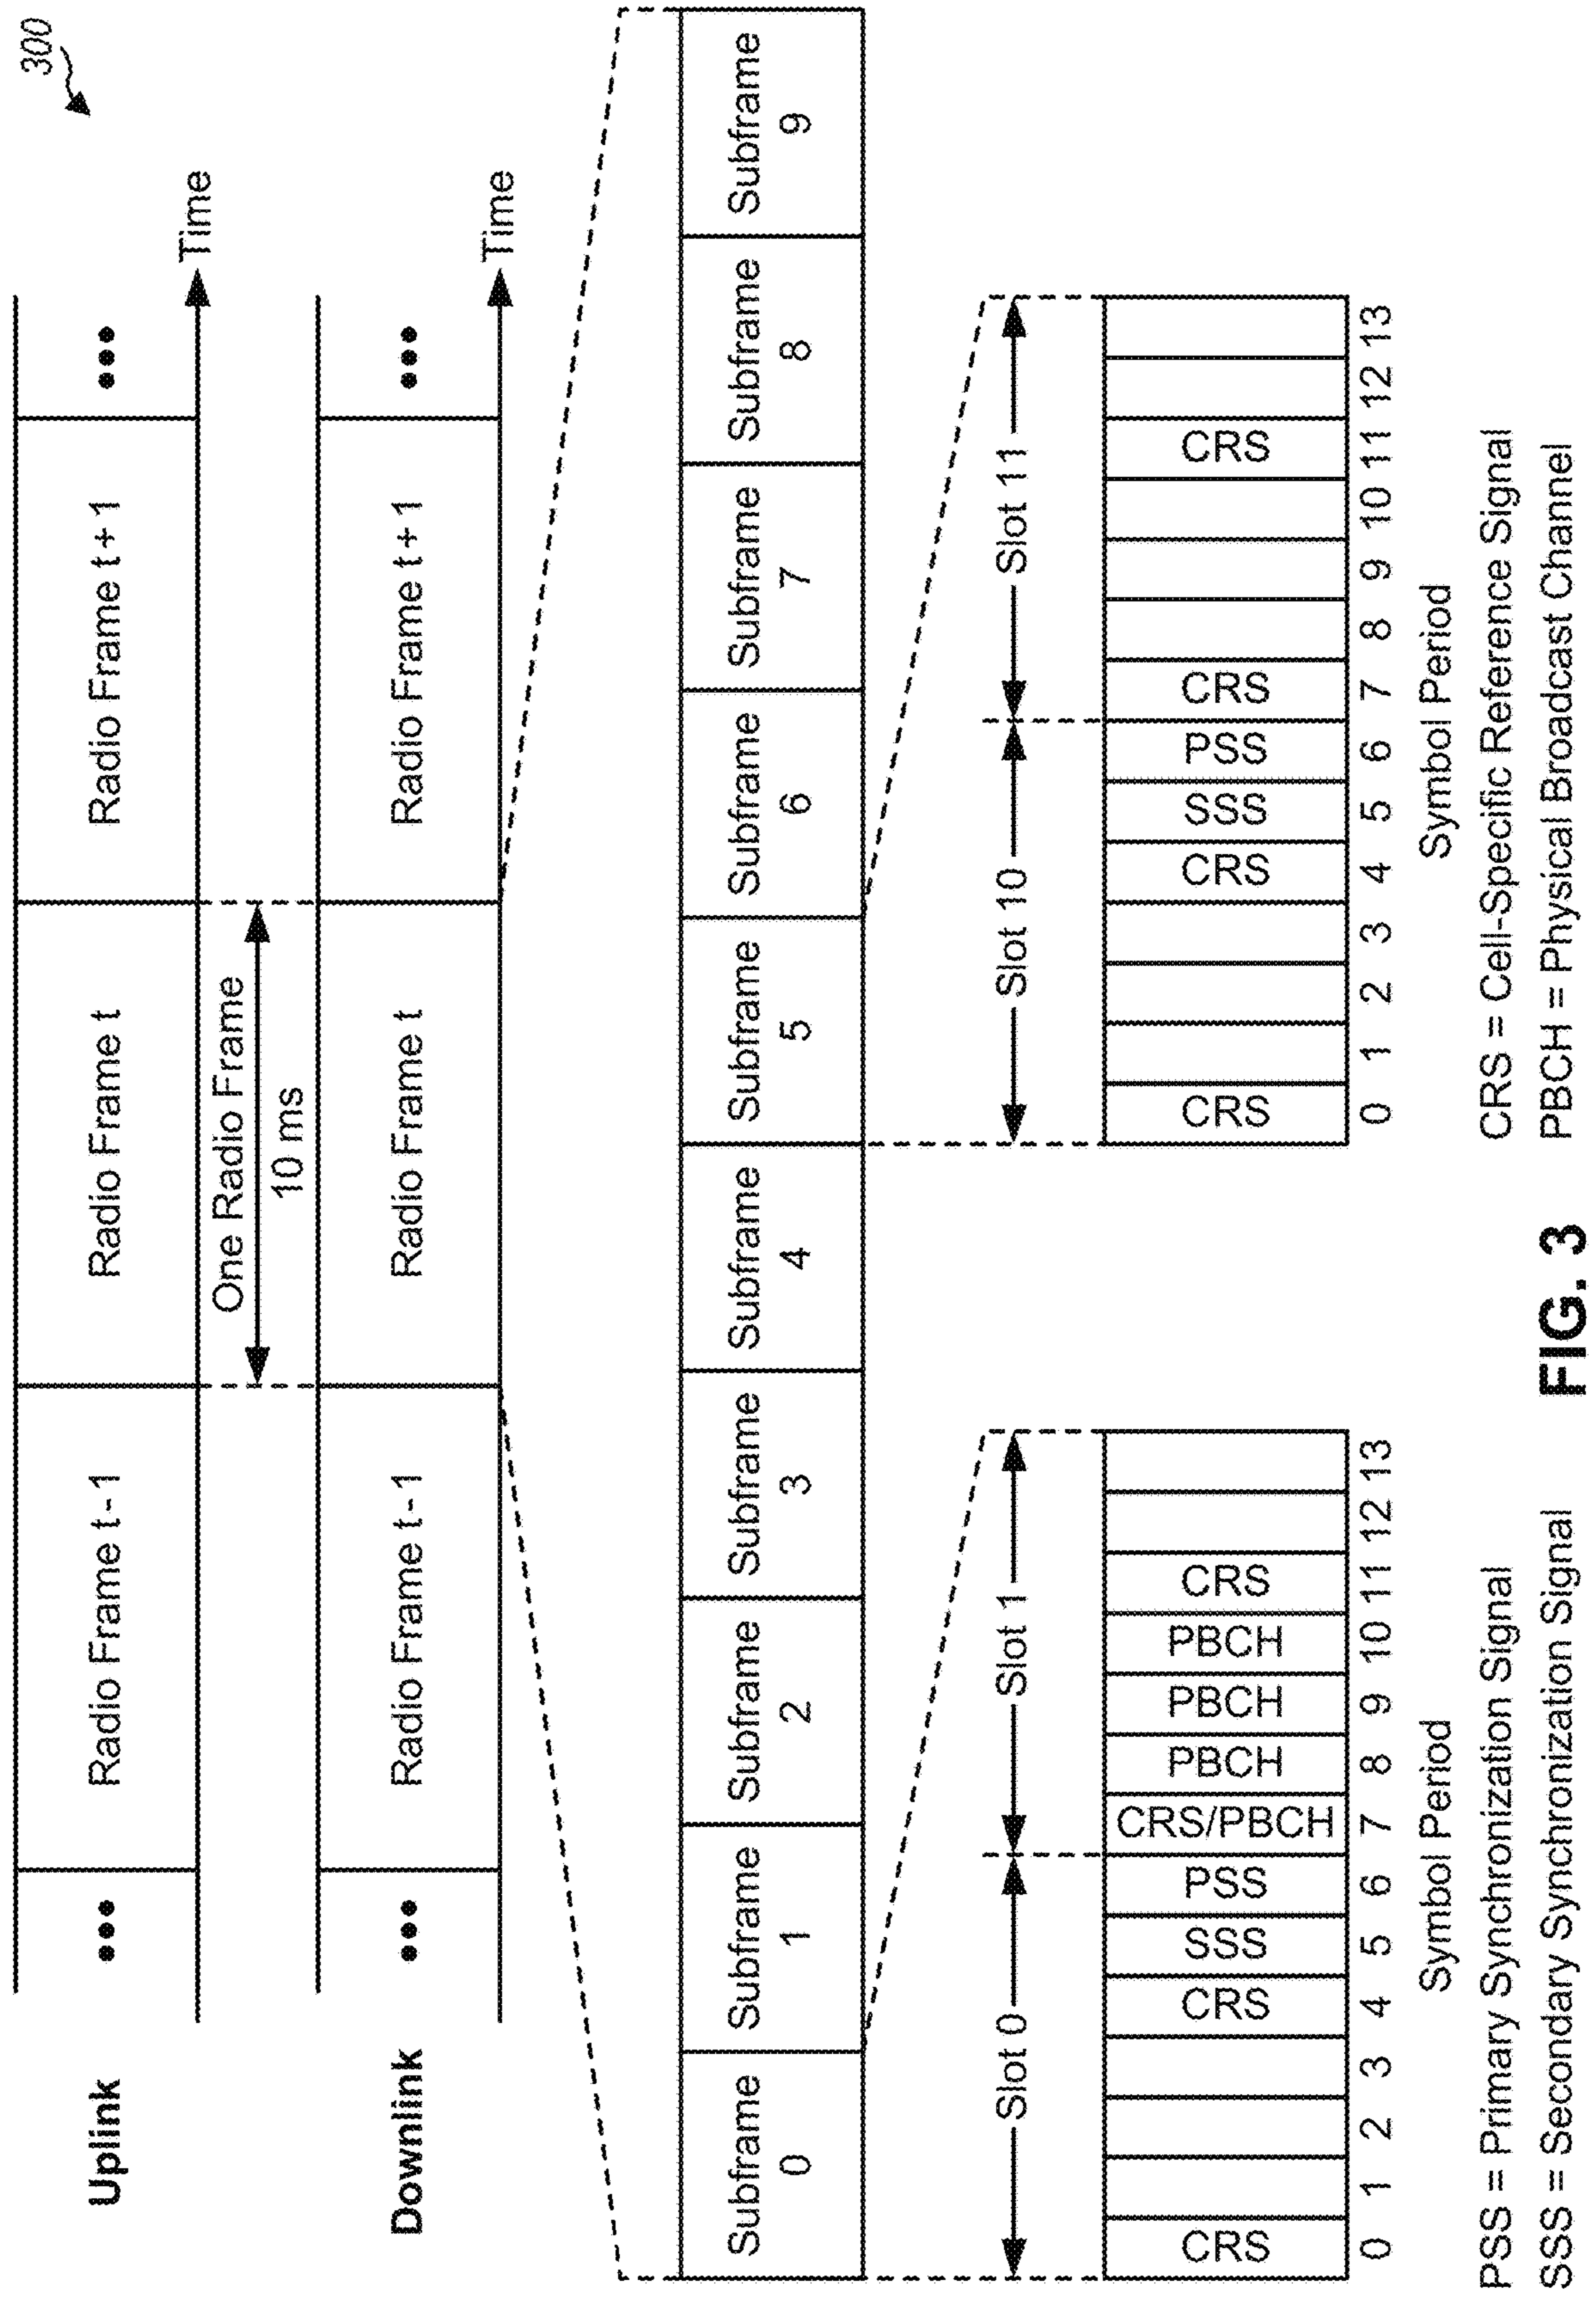 300
Uplink
••• Radio Frame t-1 Radio Frame t Radio Frame t+1 •••
Time
One Radio Frame
10 ms
Downlink
••• Radio Frame t-1 Radio Frame t Radio Frame t+1 •••
Time
Subframe Subframe Subframe Subframe Subframe Subframe Subframe Subframe Subframe Subframe
0 1 2 3 4 5 6 7 8 9
Slot 0 Slot 1 Slot 10 Slot 11
CRS CRS SSS PSS CRS/PBCH PBCH PBCH PBCH CRS
0 1 2 3 4 5 6 7 8 9 10 11 12 13
Symbol Period
CRS CRS SSS PSS CRS CRS
0 1 2 3 4 5 6 7 8 9 10 11 12 13
Symbol Period
PSS = Primary Synchronization Signal
SSS = Secondary Synchronization Signal
CRS = Cell-Specific Reference Signal
PBCH = Physical Broadcast Channel
FIG. 3